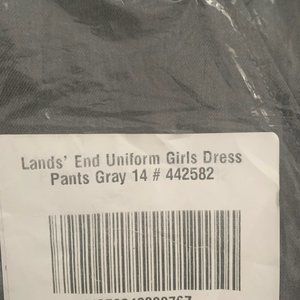 Lands' End Uniform Girls Dress
Pants Gray 14 # 442582